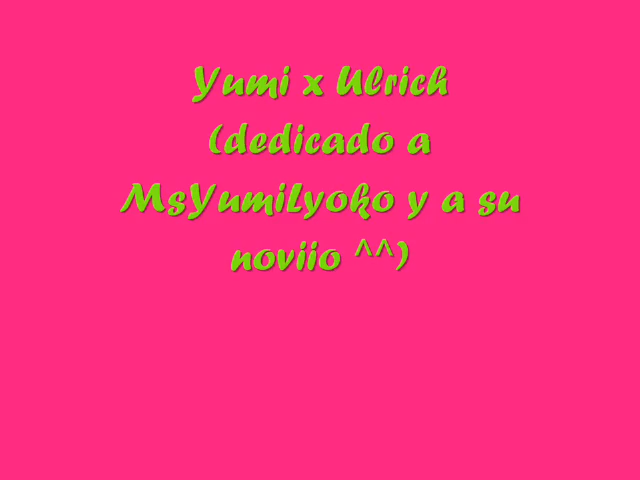 Yumi x Ulrich
(dedicado a
MsYumiLyoko y a su
noviio ^^)